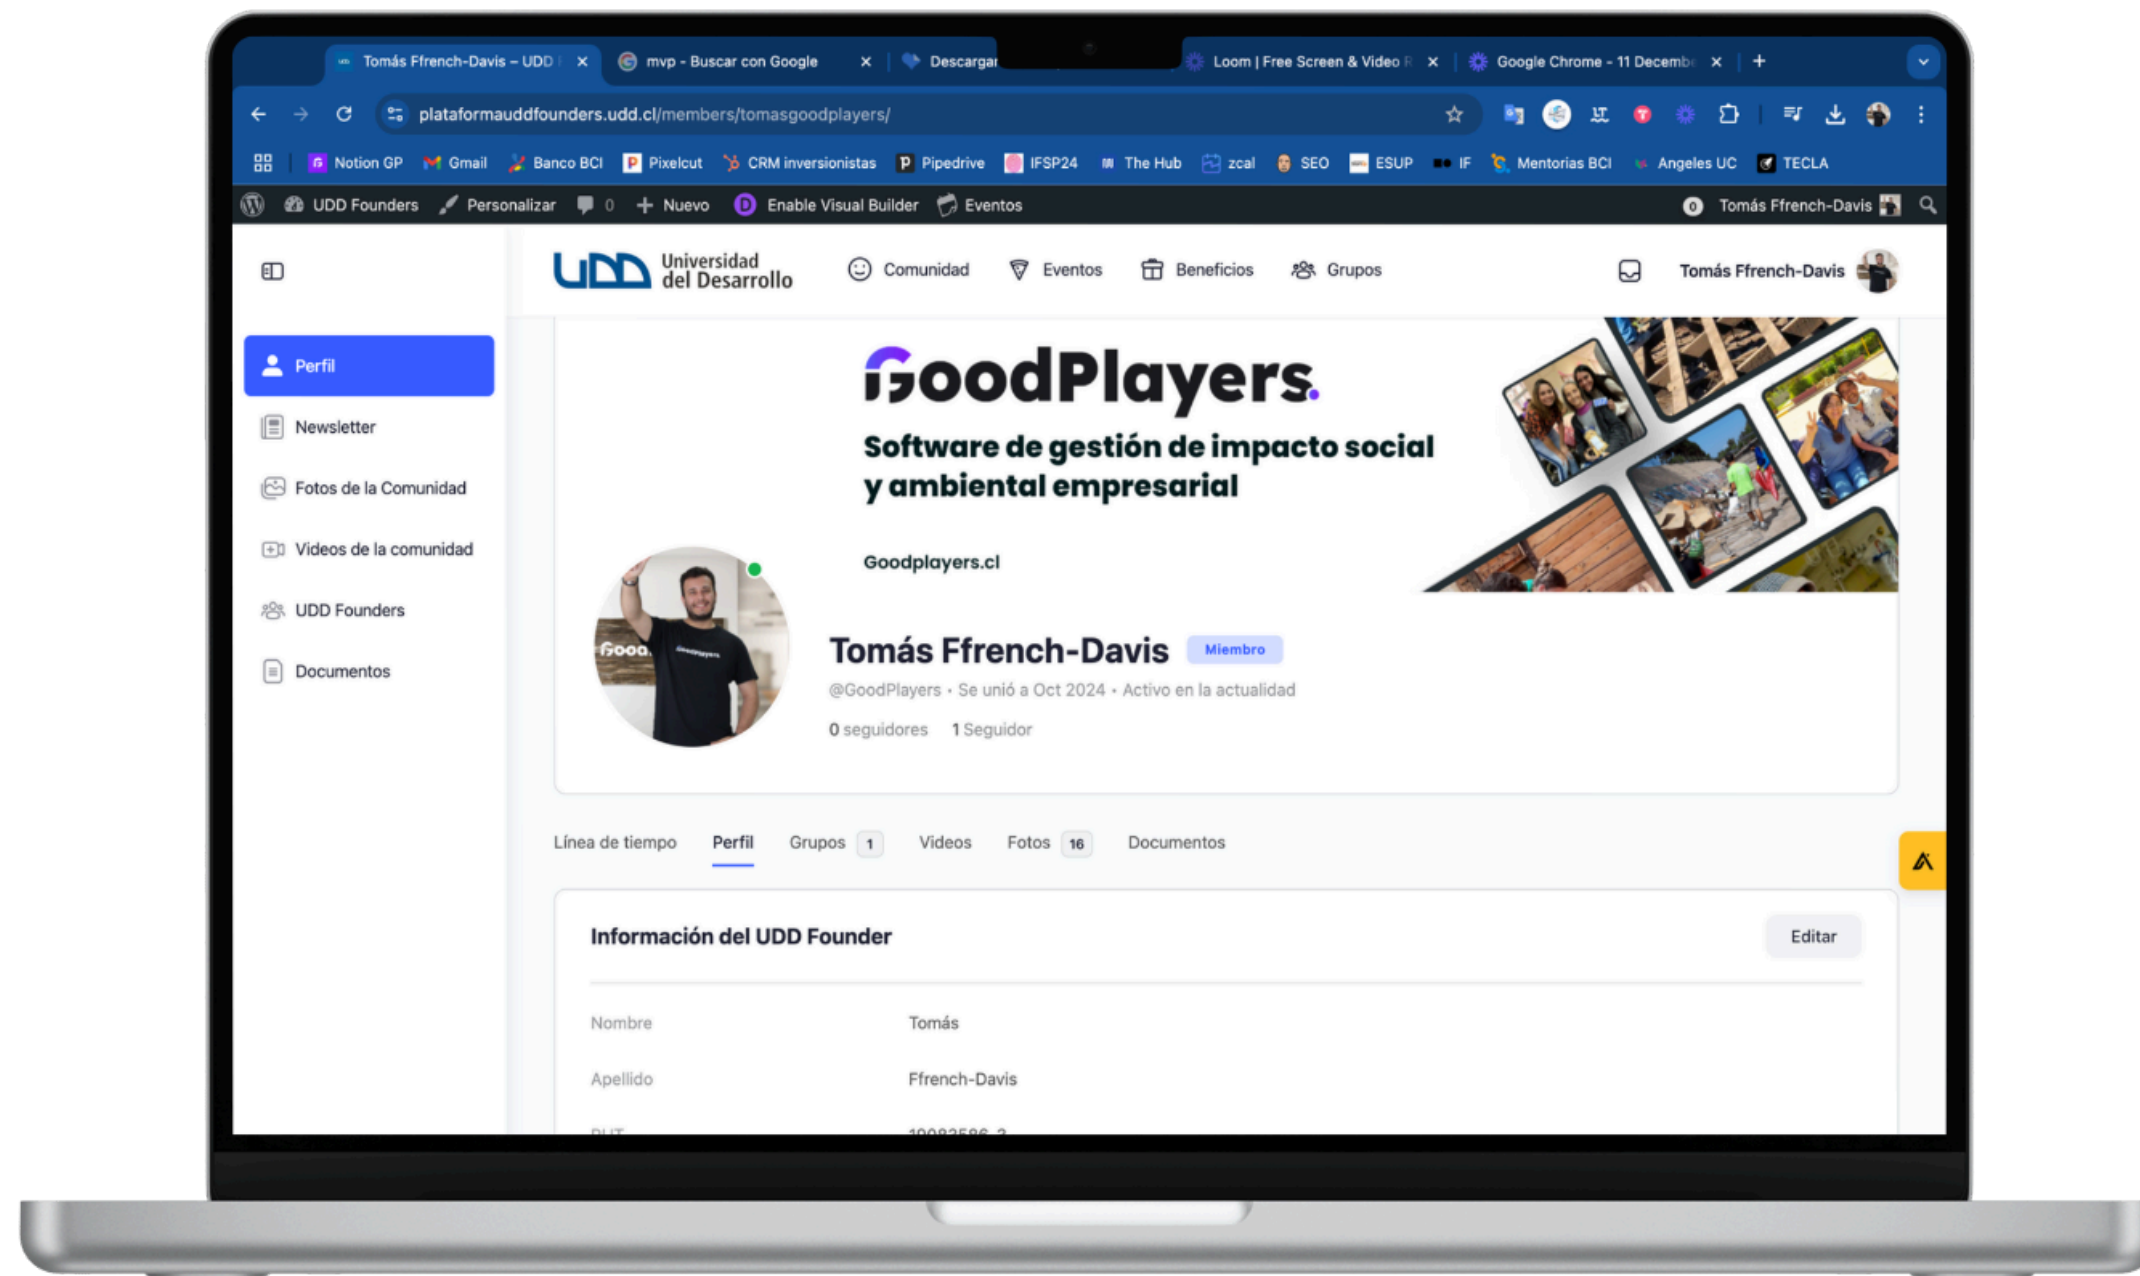 Tomás Ffrench-Davis – UDD F
mvp - Buscar con Google
Descargar
Loom | Free Screen & Video R
Google Chrome - 11 Decembe
plataformauddfounders.udd.cl/members/tomasgoodplayers/
Notion GP
Gmail
Banco BCI
Pixelcut
CRM inversionistas
Pipedrive
IFSP24
The Hub
zcal
SEO
ESUP
IF
Mentorias BCI
Angeles UC
TECLA
UDD Founders
Personalizar
0
Nuevo
Enable Visual Builder
Eventos
0
Tomás Ffrench-Davis
UDD Universidad
del Desarrollo
Comunidad
Eventos
Beneficios
Grupos
Tomás Ffrench-Davis
Perfil
Newsletter
Fotos de la Comunidad
Videos de la comunidad
UDD Founders
Documentos
GoodPlayers.
Software de gestión de impacto social
y ambiental empresarial
Goodplayers.cl
Tomás Ffrench-Davis
Miembro
@GoodPlayers • Se unió a Oct 2024 • Activo en la actualidad
0 seguidores 1 Seguidor
Línea de tiempo
Perfil
Grupos 1
Videos
Fotos 16
Documentos
Información del UDD Founder
Editar
Nombre Tomás
Apellido Ffrench-Davis